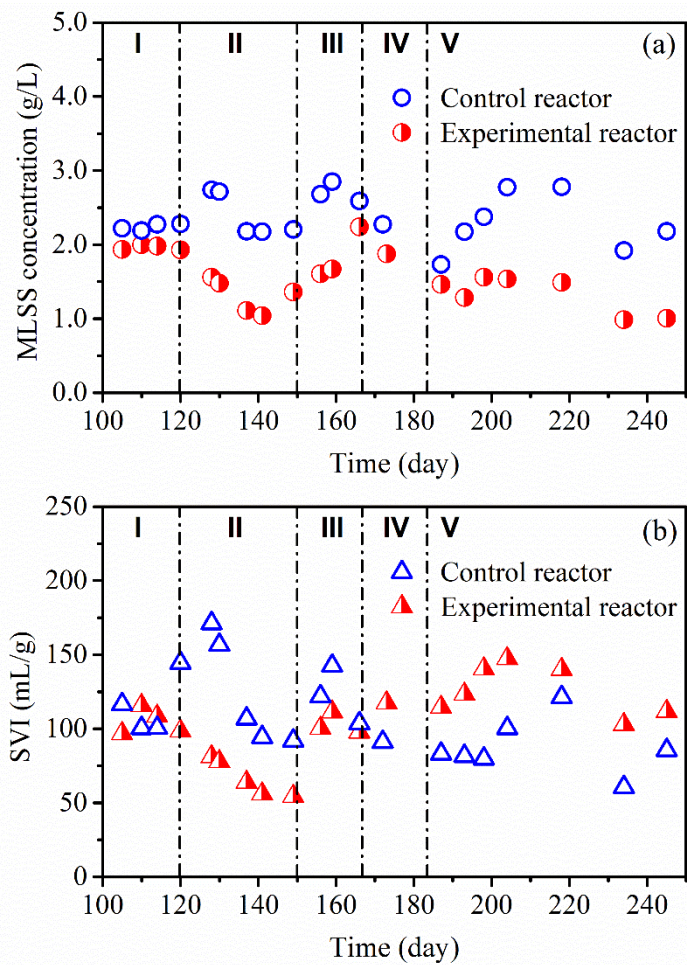 5.0
I II III IV V (a)
4.0
Control reactor
Experimental reactor
3.0
2.0
1.0
0.0
MLSS concentration (g/L)
100 120 140 160 180 200 220 240
Time (day)
250
I II III IV V (b)
200
Control reactor
Experimental reactor
150
100
50
0
SVI (mL/g)
100 120 140 160 180 200 220 240
Time (day)